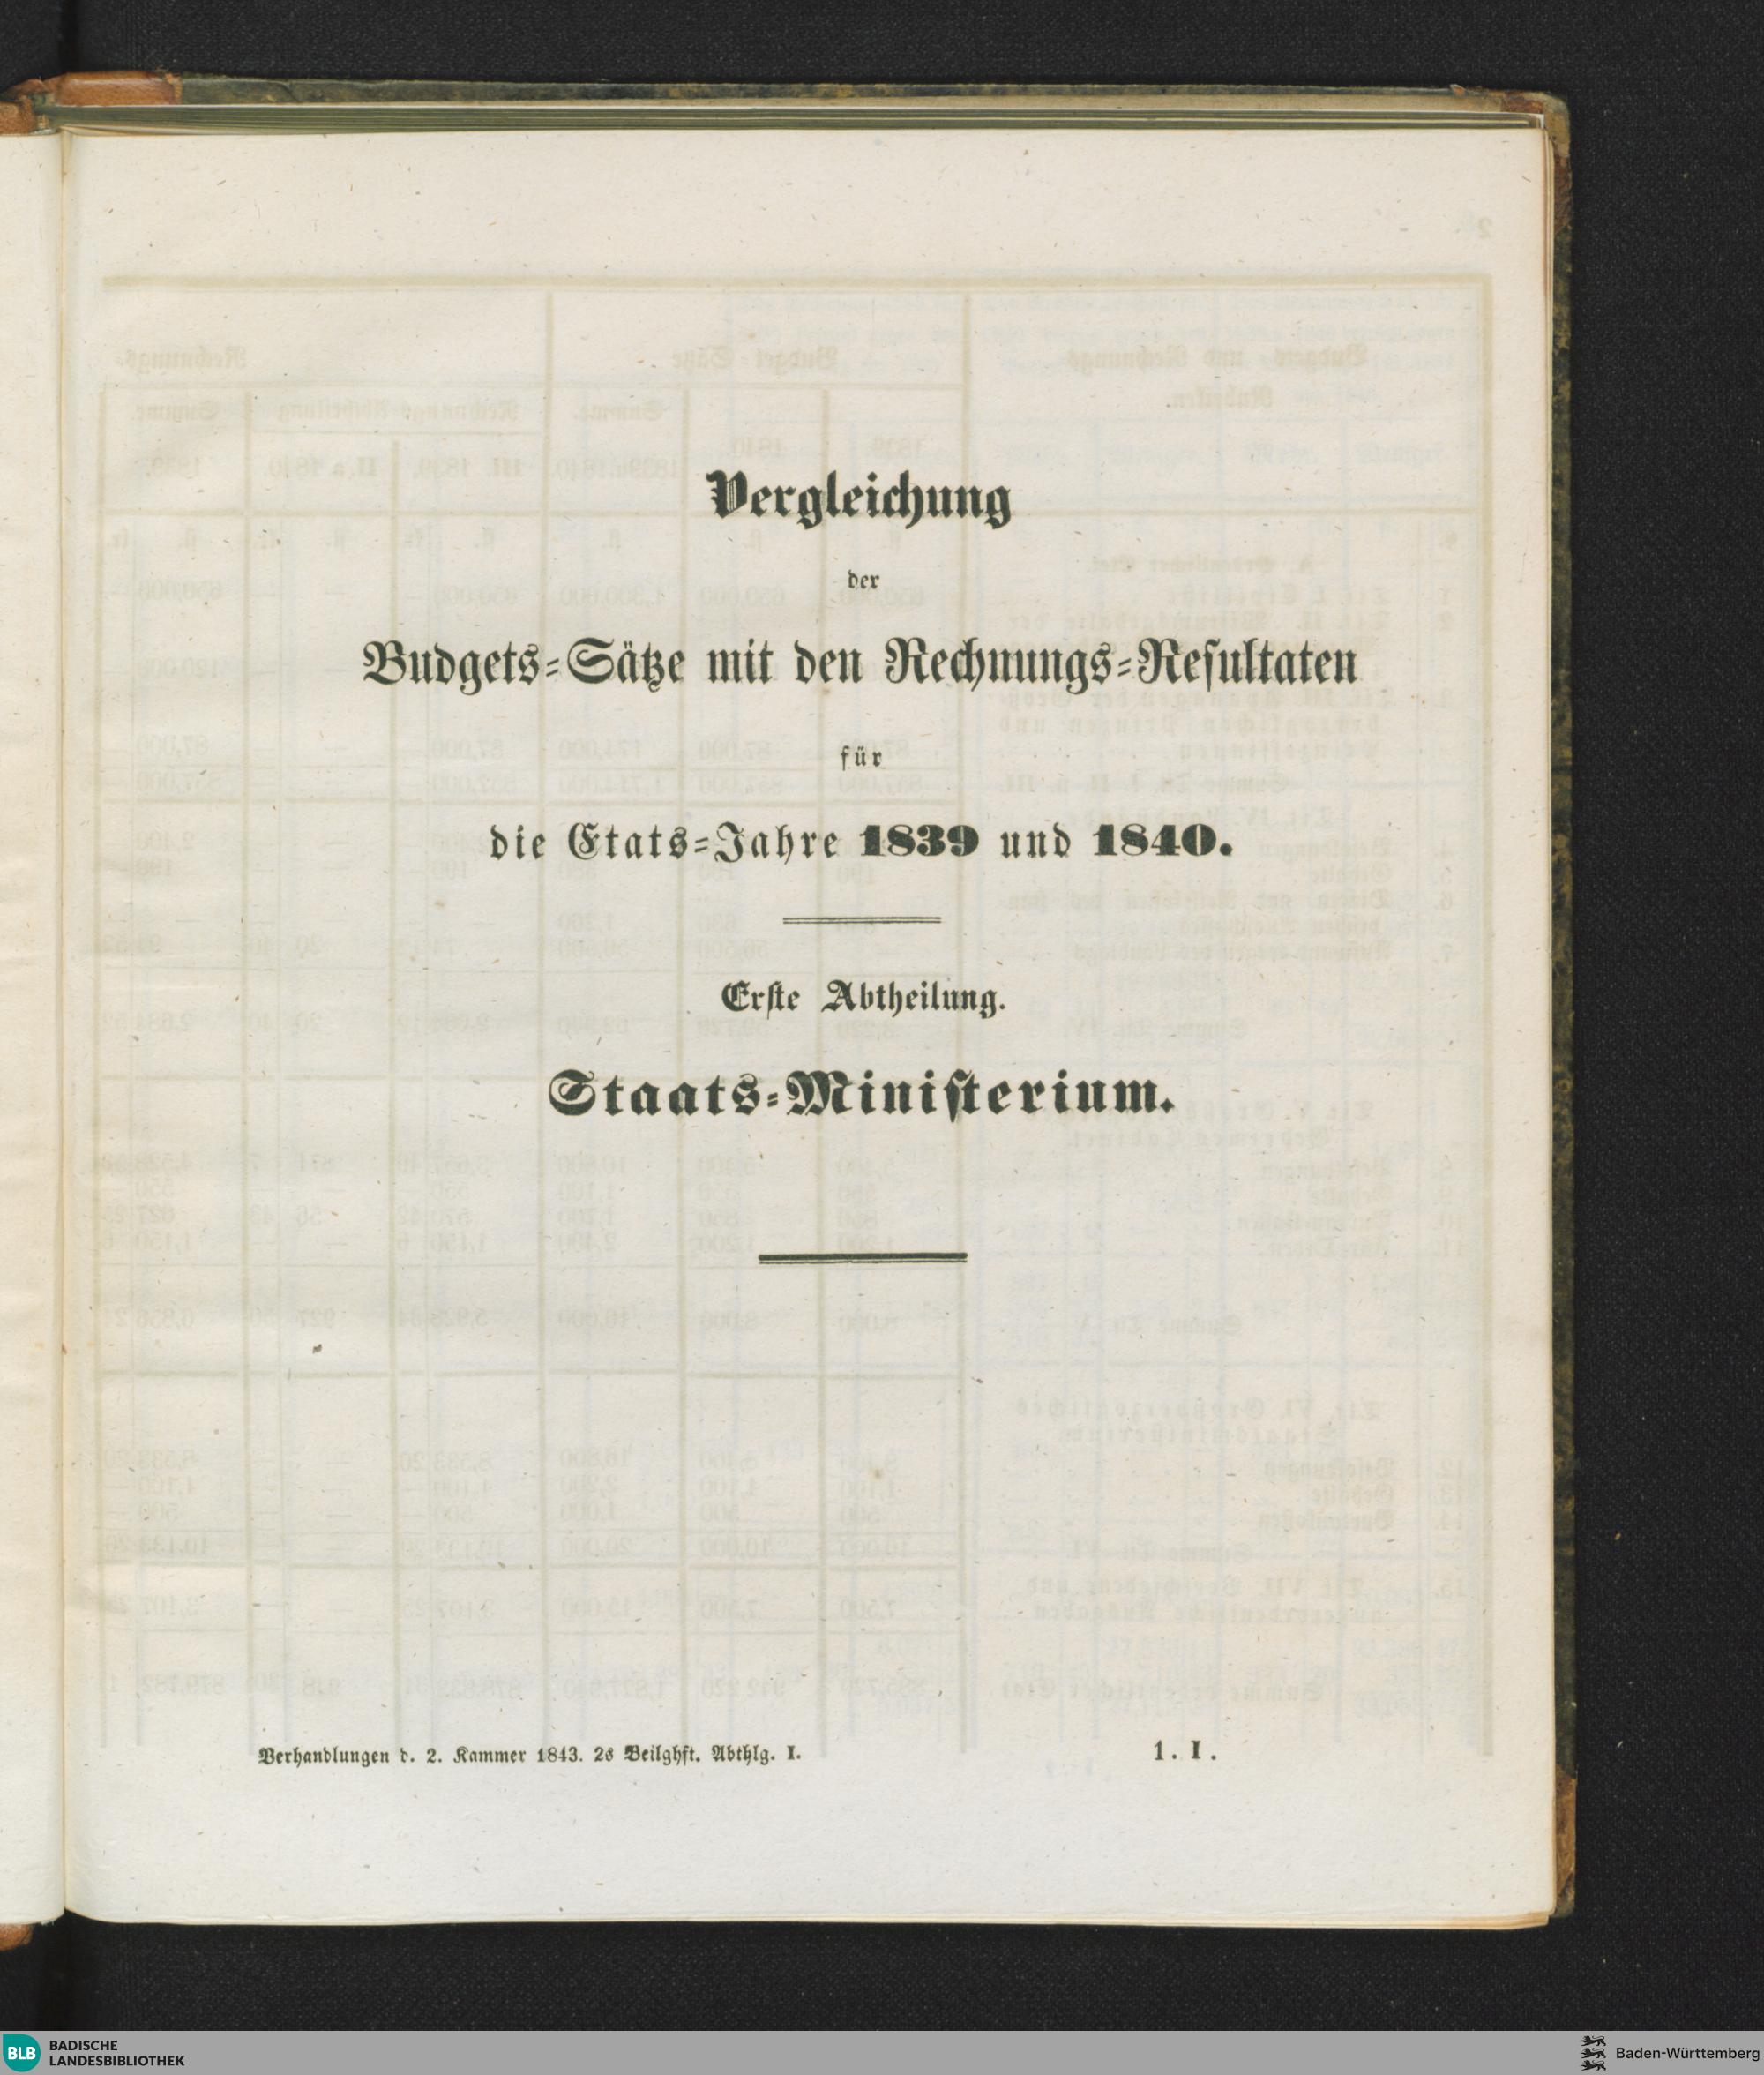 Vergleichung
der
Budgets-Sätze mit den Rechnungs-Resultaten
für
die Etats-Jahre 1839 und 1840.
Erste Abtheilung.
Staats-Ministerium.
Verhandlungen d. 2. Kammer 1843. 2s Beilghft. Abthlg. I.
1. I.
BLB BADISCHE
LANDESBIBLIOTHEK
Baden-Württemberg